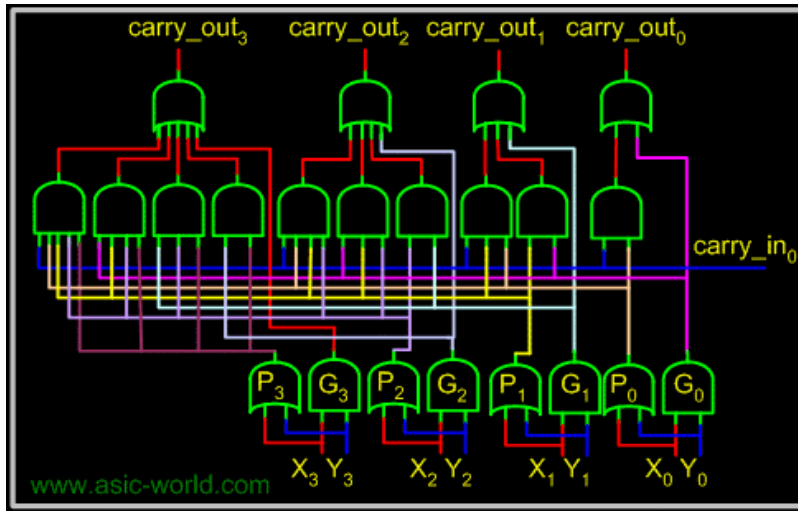 carry_out₃ carry_out₂ carry_out₁ carry_out₀
carry_in₀
P₃ G₃ P₂ G₂ P₁ G₁ P₀ G₀
X₃ Y₃ X₂ Y₂ X₁ Y₁ X₀ Y₀
www.asic-world.com